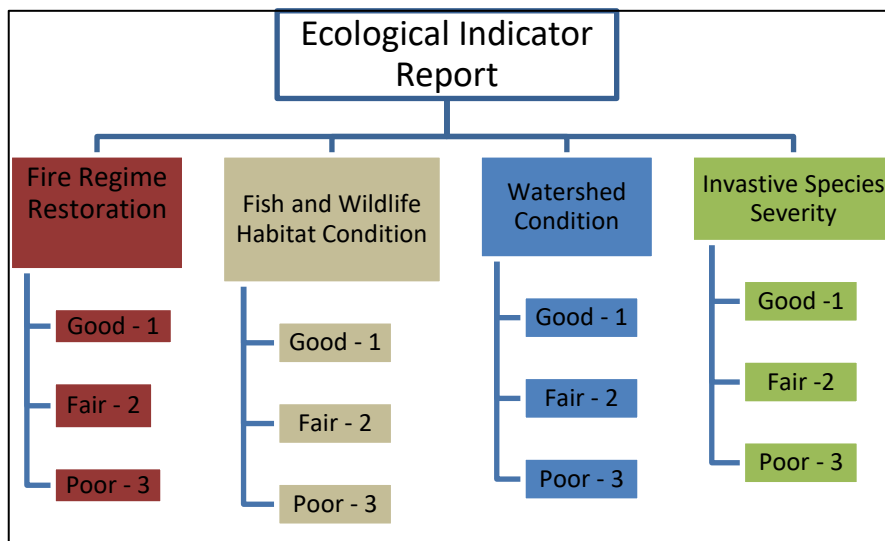 Ecological Indicator
Report
Fire Regime
Restoration
Good - 1
Fair - 2
Poor - 3
Fish and Wildlife
Habitat Condition
Good - 1
Fair - 2
Poor - 3
Watershed
Condition
Good - 1
Fair - 2
Poor - 3
Invastive Species
Severity
Good -1
Fair -2
Poor - 3